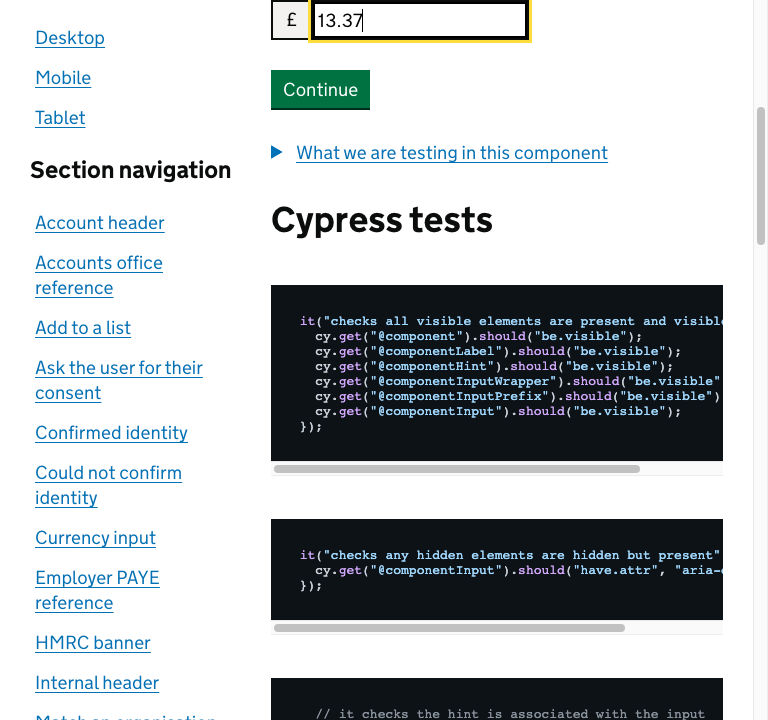 Desktop
Mobile
Tablet
Section navigation
Account header
Accounts office
reference
Add to a list
Ask the user for their
consent
Confirmed identity
Could not confirm
identity
Currency input
Employer PAYE
reference
HMRC banner
Internal header
Match an organisation
£ 13.37
Continue
What we are testing in this component
Cypress tests
it("checks all visible elements are present and visible
cy.get("@component").should("be.visible");
cy.get("@componentLabel").should("be.visible");
cy.get("@componentHint").should("be.visible");
cy.get("@componentInputWrapper").should("be.visible"
cy.get("@componentInputPrefix").should("be.visible")
cy.get("@componentInput").should("be.visible");
});
it("checks any hidden elements are hidden but present"
cy.get("@componentInput").should("have.attr", "aria-
});
// it checks the hint is associated with the input